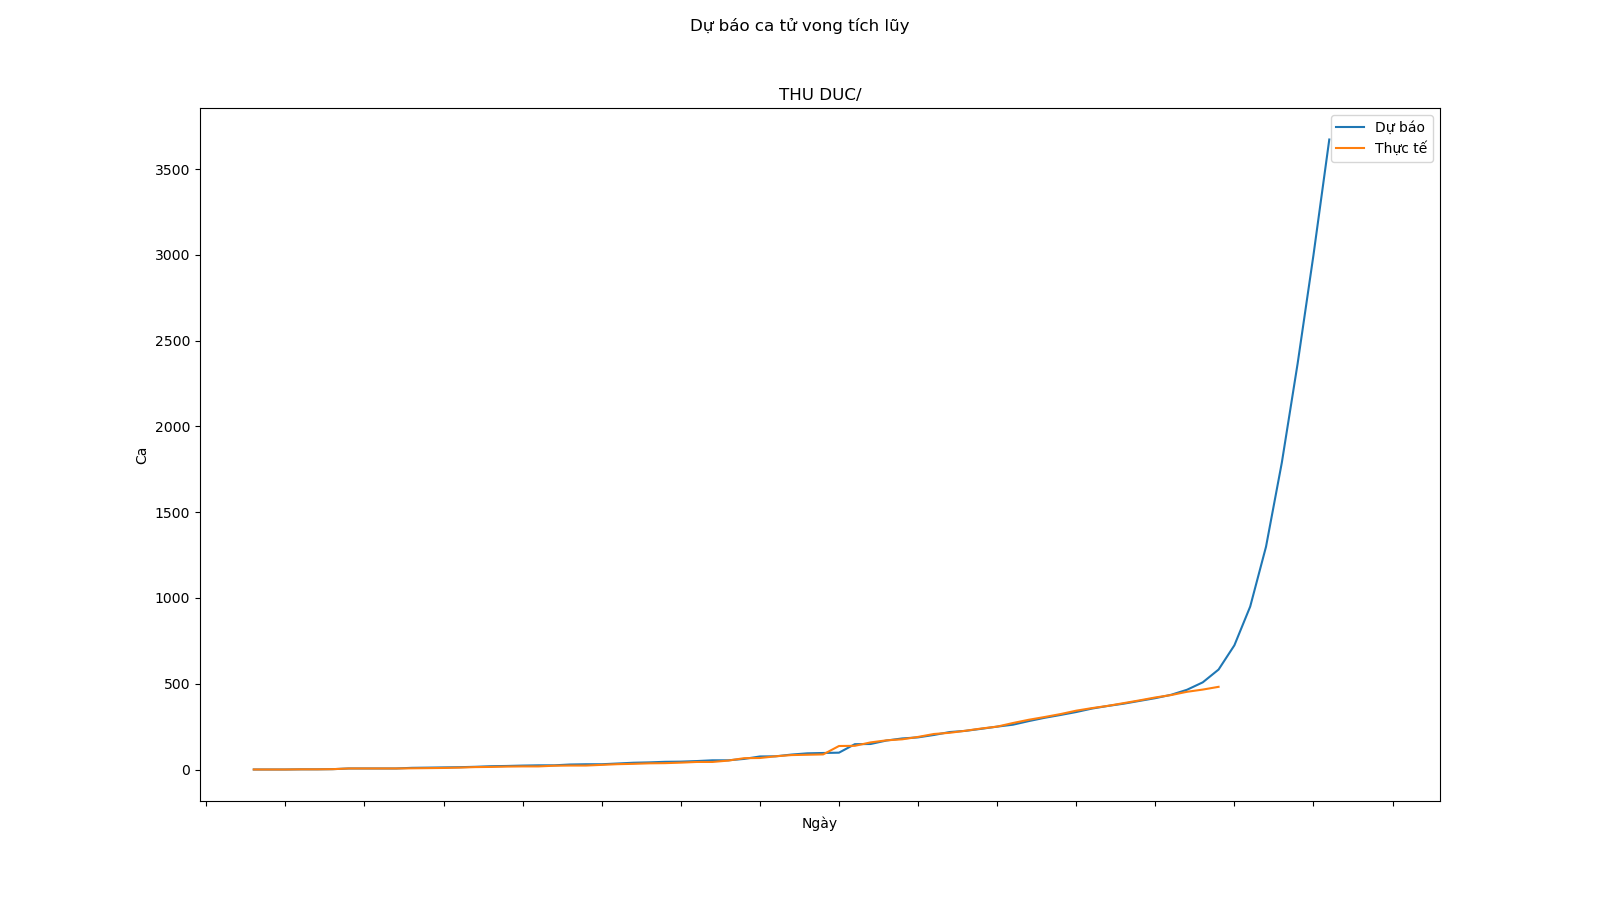 Dự báo ca tử vong tích lũy
THU DUC/
Dự báo
Thực tế
3500
3000
2500
2000
1500
1000
500
0
Ca
Ngày